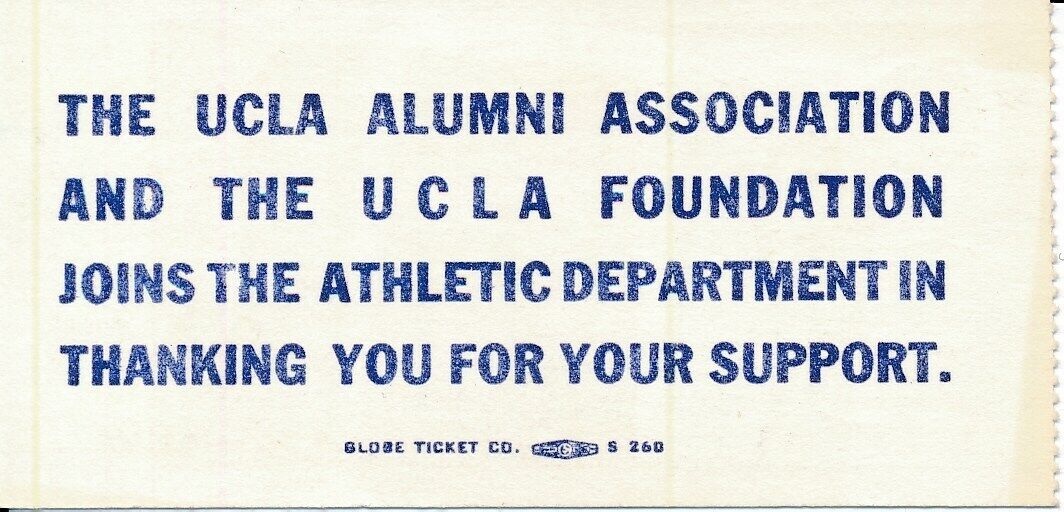 THE UCLA ALUMNI ASSOCIATION
AND THE U C L A FOUNDATION
JOINS THE ATHLETIC DEPARTMENT IN
THANKING YOU FOR YOUR SUPPORT.
GLOBE TICKET CO. S 260